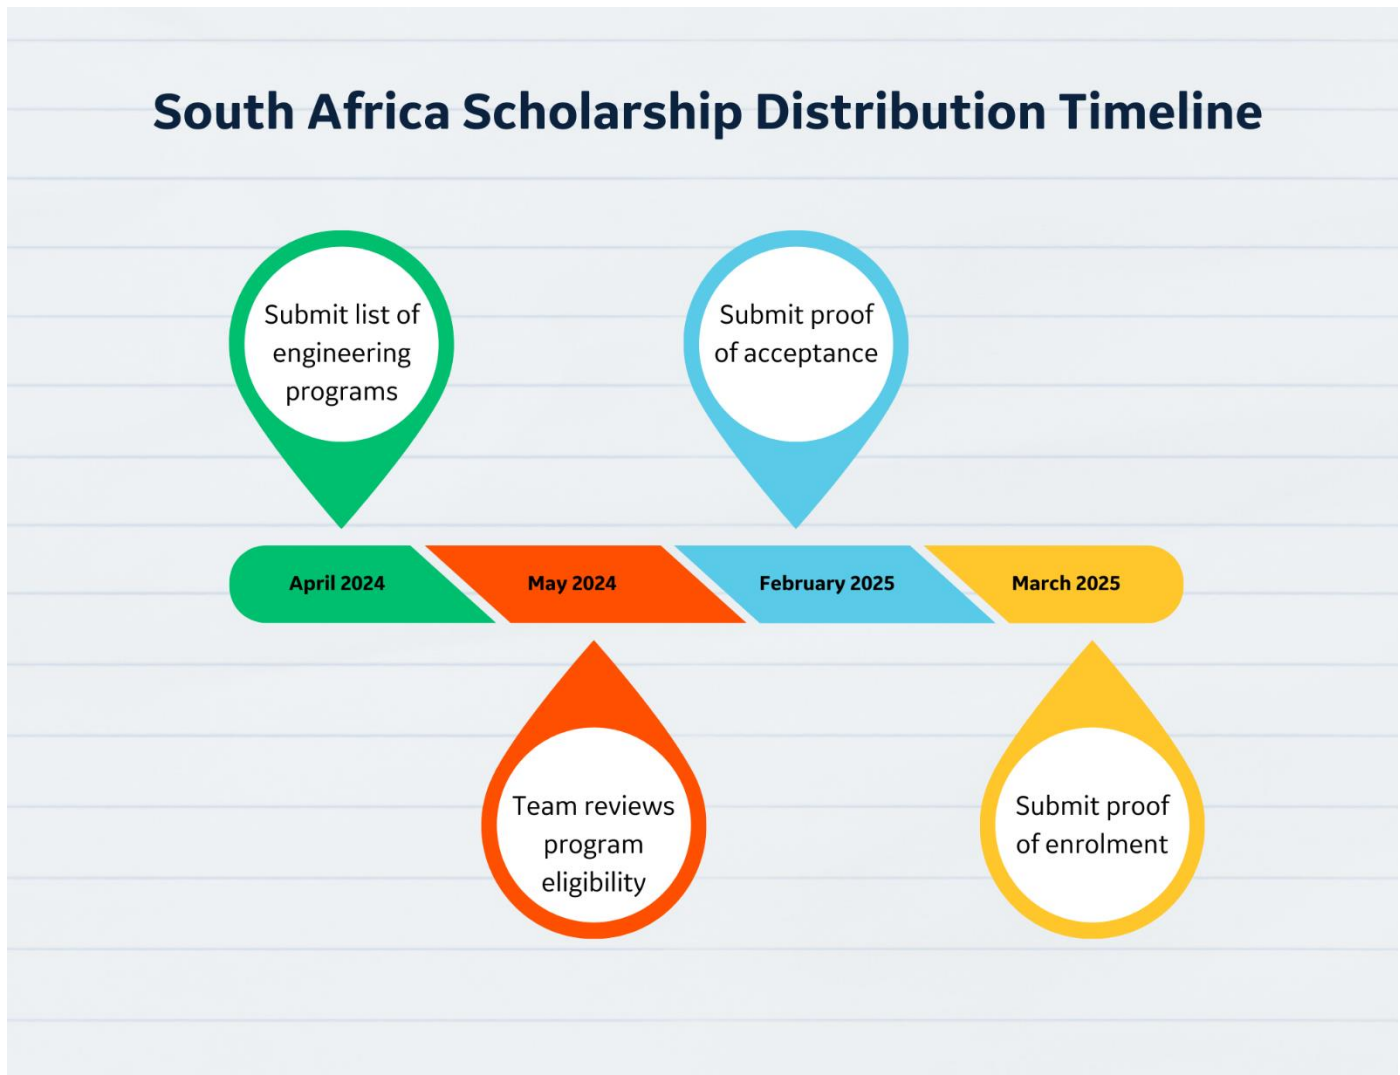 South Africa Scholarship Distribution Timeline
Submit list of
engineering
programs
Submit proof
of acceptance
April 2024
May 2024
February 2025
March 2025
Team reviews
program
eligibility
Submit proof
of enrolment